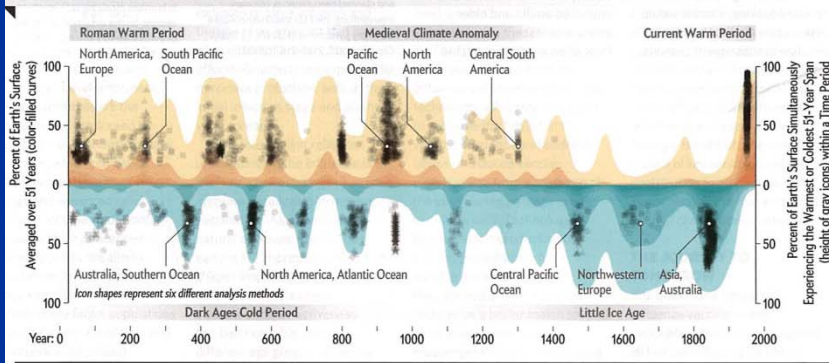 Roman Warm Period
Medieval Climate Anomaly
Current Warm Period
North America,
Europe
South Pacific
Ocean
Pacific
Ocean
North
America
Central South
America
Percent of Earth's Surface,
Averaged over 51 Years (color-filled curves)
100
50
0
50
100
100
50
0
50
100
Percent of Earth's Surface Simultaneously
Experiencing the Warmest or Coldest 51-Year Span
(height of gray icons) within a Time Period
Australia, Southern Ocean
North America, Atlantic Ocean
Central Pacific
Ocean
Northwestern
Europe
Asia,
Australia
Icon shapes represent six different analysis methods
Dark Ages Cold Period
Little Ice Age
Year: 0 200 400 600 800 1000 1200 1400 1600 1800 2000